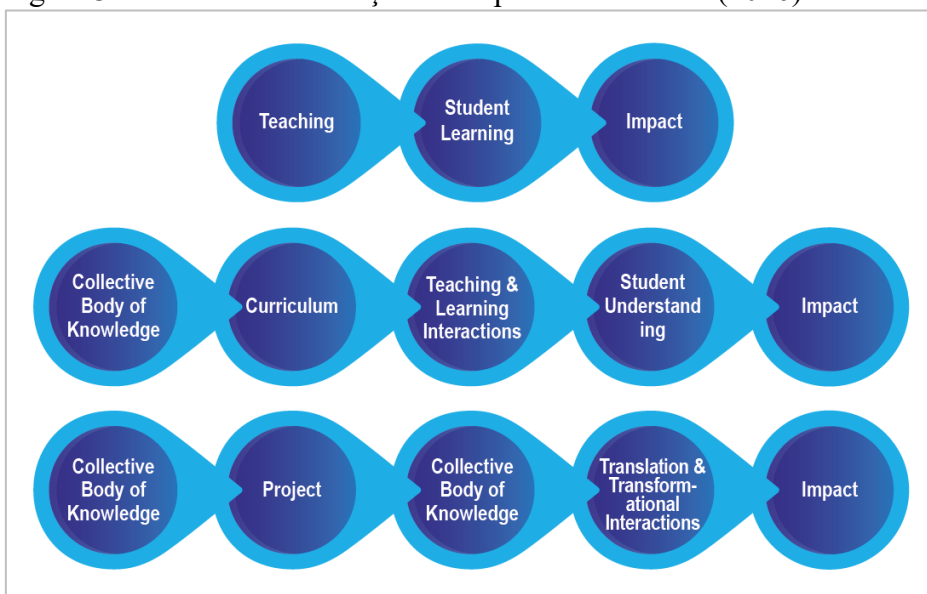 Teaching
Student
Learning
Impact
Collective
Body of
Knowledge
Curriculum
Teaching &
Learning
Interactions
Student
Understand
ing
Impact
Collective
Body of
Knowledge
Project
Collective
Body of
Knowledge
Translation &
Transform-
ational
Interactions
Impact